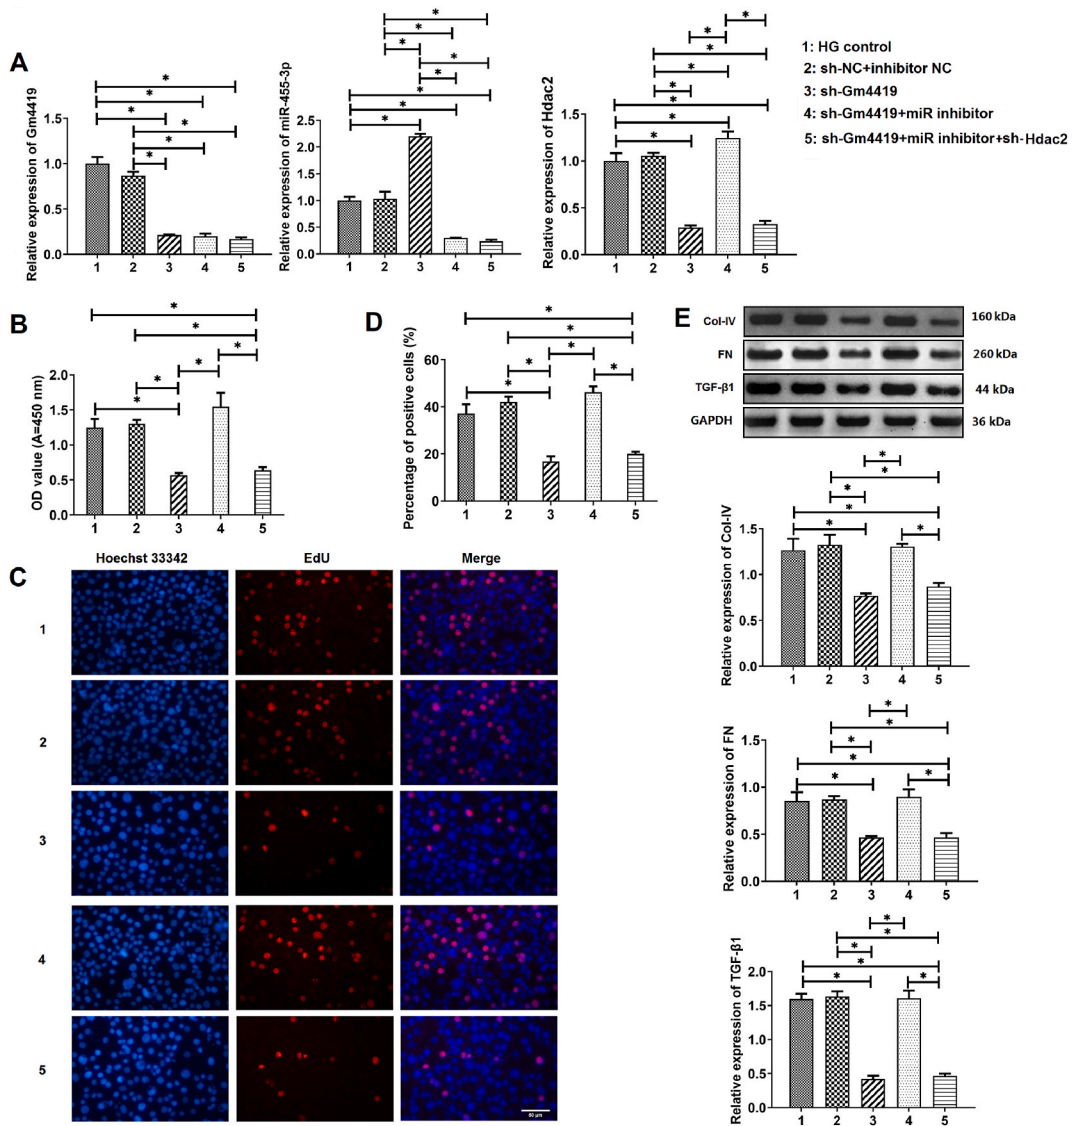 A
Relative expression of Gm4419
1.5
1.0
0.5
0.0
1 2 3 4 5
* * * * * *
Relative expression of miR-455-3p
2.5
2.0
1.5
1.0
0.5
0.0
1 2 3 4 5
* * * * * * * *
Relative expression of Hdac2
1.5
1.0
0.5
0.0
1 2 3 4 5
* * * * * * * *
1: HG control
2: sh-NC+inhibitor NC
3: sh-Gm4419
4: sh-Gm4419+miR inhibitor
5: sh-Gm4419+miR inhibitor+sh-Hdac2
B
OD value (A=450 nm)
2.0
1.5
1.0
0.5
0.0
1 2 3 4 5
* * * * * *
D
Percentage of positive cells (%)
60
40
20
0
1 2 3 4 5
* * * * * *
C
Hoechst 33342 EdU Merge
1
2
3
4
5
50 μm
E
Col-IV 160 kDa
FN 260 kDa
TGF-β1 44 kDa
GAPDH 36 kDa
Relative expression of Col-IV
1.5
1.0
0.5
0.0
1 2 3 4 5
* * * * * *
Relative expression of FN
1.5
1.0
0.5
0.0
1 2 3 4 5
* * * * * *
Relative expression of TGF-β1
2.0
1.5
1.0
0.5
0.0
1 2 3 4 5
* * * * * *